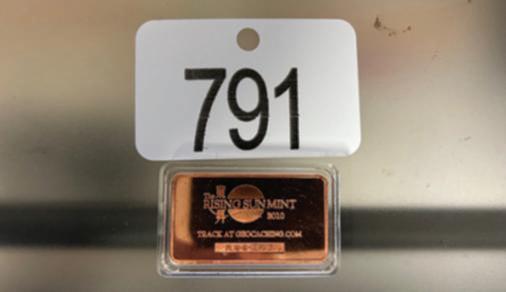 791
The
RISING SUN MINT
2010
TRACK AT GEOCACHING.COM